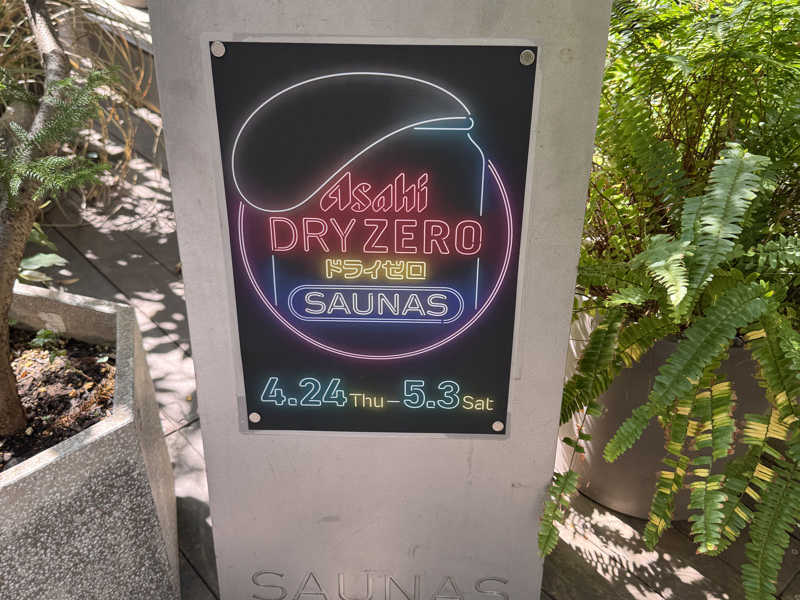 Asahi
DRY ZERO
ドライゼロ
SAUNAS
4.24 Thu – 5.3 Sat
SAUNAS